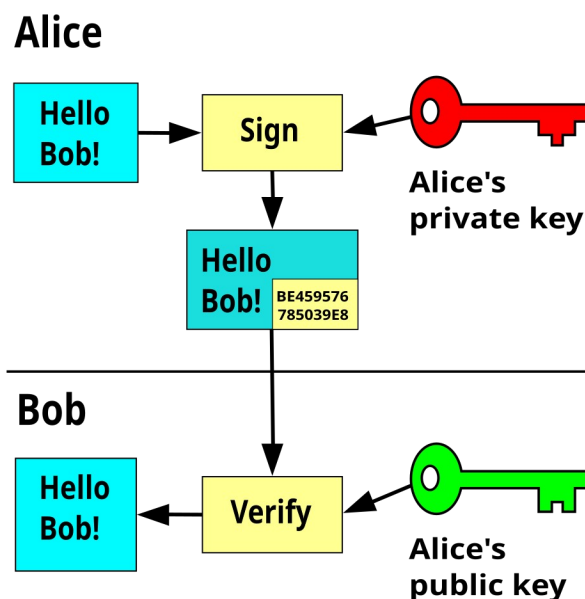 Alice
Hello
Bob!
Sign
Alice's
private key
Hello
Bob!
BE459576
785039E8
Bob
Hello
Bob!
Verify
Alice's
public key